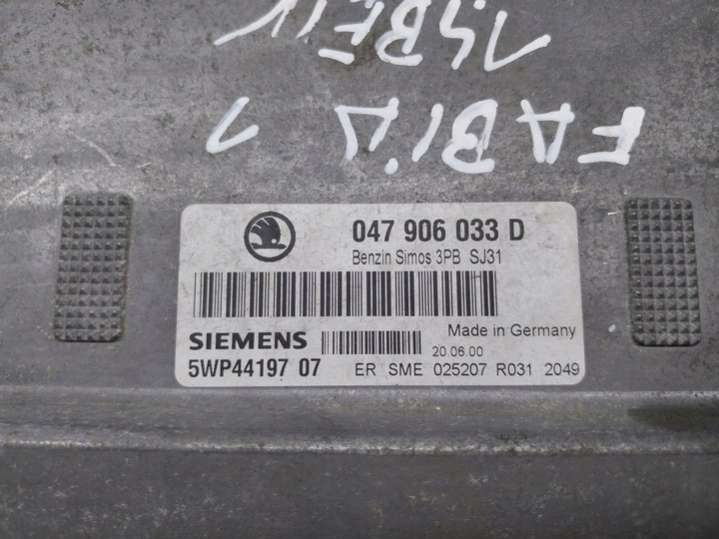 FABIA 1
047 906 033 D
Benzin Simos 3PB SJ31
SIEMENS
Made in Germany
20.06.00
5WP44197 07
ER SME 025207 R031 2049